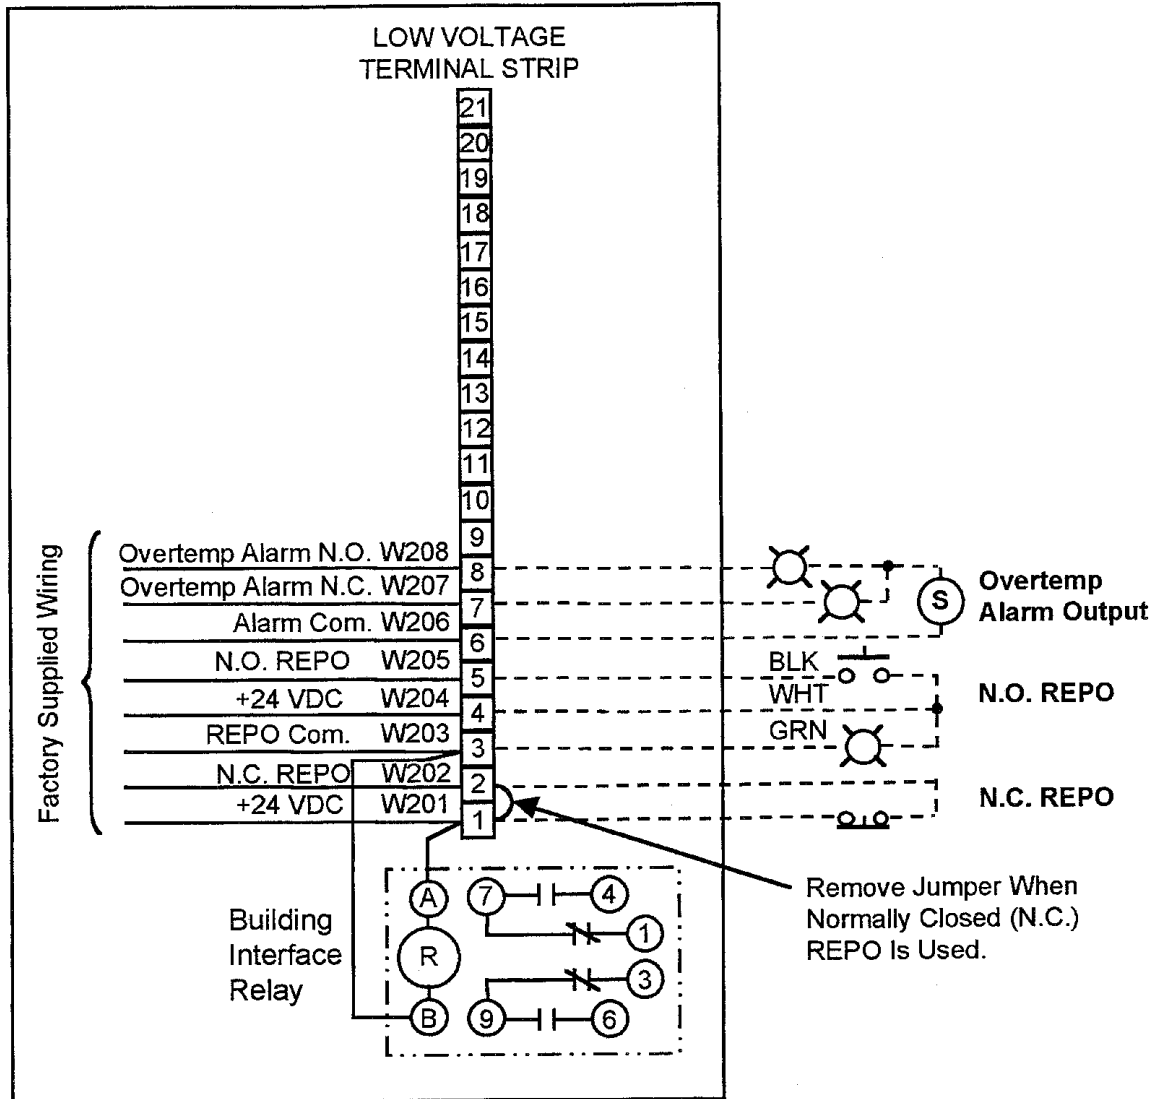 LOW VOLTAGE
TERMINAL STRIP
21
20
19
18
17
16
15
14
13
12
11
10
9
8
7
6
5
4
3
2
1
Factory Supplied Wiring
Overtemp Alarm N.O. W208
Overtemp Alarm N.C. W207
Alarm Com. W206
N.O. REPO W205
+24 VDC W204
REPO Com. W203
N.C. REPO W202
+24 VDC W201
S
Overtemp
Alarm Output
BLK
WHT
GRN
N.O. REPO
N.C. REPO
Remove Jumper When
Normally Closed (N.C.)
REPO Is Used.
Building
Interface
Relay
A
R
B
7
4
1
3
9
6